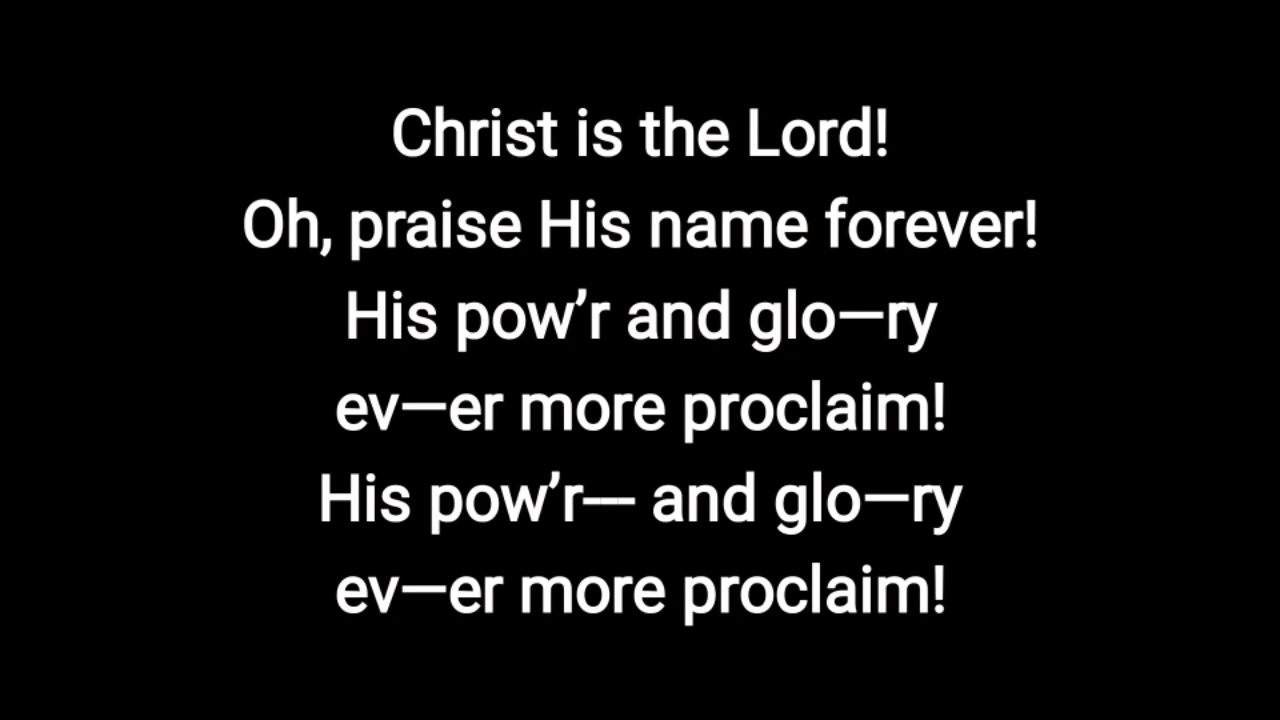 Christ is the Lord!
Oh, praise His name forever!
His pow’r and glo—ry
ev—er more proclaim!
His pow’r--- and glo—ry
ev—er more proclaim!